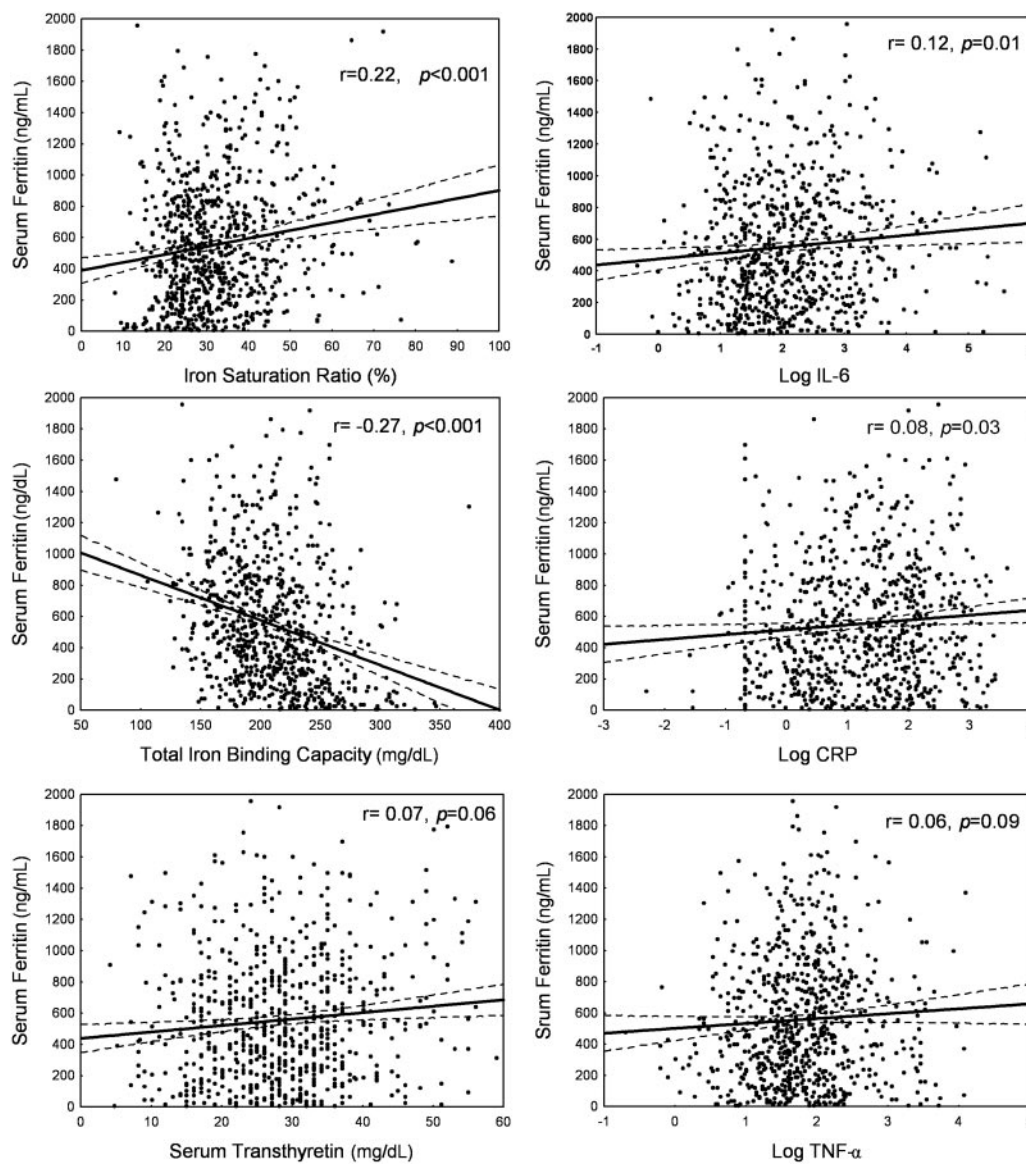 2000
1800
1600
1400
1200
1000
800
600
400
200
0
Serum Ferritin (ng/mL)
r=0.22, p<0.001
0 10 20 30 40 50 60 70 80 90 100
Iron Saturation Ratio (%)
2000
1800
1600
1400
1200
1000
800
600
400
200
0
Serum Ferritin (ng/mL)
r= 0.12, p=0.01
-1 0 1 2 3 4 5
Log IL-6
2000
1800
1600
1400
1200
1000
800
600
400
200
0
Serum Ferritin (ng/dL)
r= -0.27, p<0.001
50 100 150 200 250 300 350 400
Total Iron Binding Capacity (mg/dL)
2000
1800
1600
1400
1200
1000
800
600
400
200
0
Serum Ferritin (ng/mL)
r= 0.08, p=0.03
-3 -2 -1 0 1 2 3
Log CRP
2000
1800
1600
1400
1200
1000
800
600
400
200
0
Serum Ferritin (ng/mL)
r= 0.07, p=0.06
0 10 20 30 40 50 60
Serum Transthyretin (mg/dL)
2000
1800
1600
1400
1200
1000
800
600
400
200
0
Srum Ferritin (ng/mL)
r= 0.06, p=0.09
-1 0 1 2 3 4
Log TNF-α